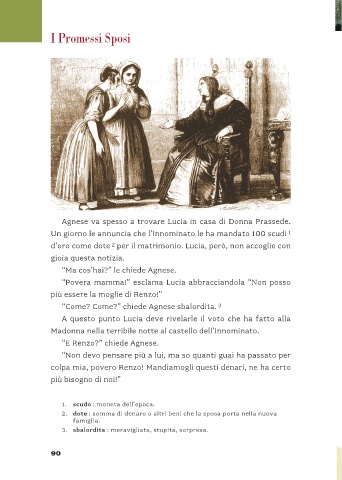 I Promessi Sposi
Agnese va spesso a trovare Lucia in casa di Donna Prassede.
Un giorno le annuncia che l'Innominato le ha mandato 100 scudi 1
d'oro come dote 2 per il matrimonio. Lucia, però, non accoglie con
gioia questa notizia.
"Ma cos'hai?" le chiede Agnese.
"Povera mamma!" esclama Lucia abbracciandola "Non posso
più essere la moglie di Renzo!"
"Come? Come?" chiede Agnese sbalordita. 3
A questo punto Lucia deve rivelarle il voto che ha fatto alla
Madonna nella terribile notte al castello dell'Innominato.
"E Renzo?" chiede Agnese.
"Non devo pensare più a lui, ma so quanti guai ha passato per
colpa mia, povero Renzo! Mandiamogli questi denari, ne ha certo
più bisogno di noi!"
1. scudo : moneta dell'epoca.
2. dote : somma di denaro o altri beni che la sposa porta nella nuova
famiglia.
3. sbalordita : meravigliata, stupita, sorpresa.
90